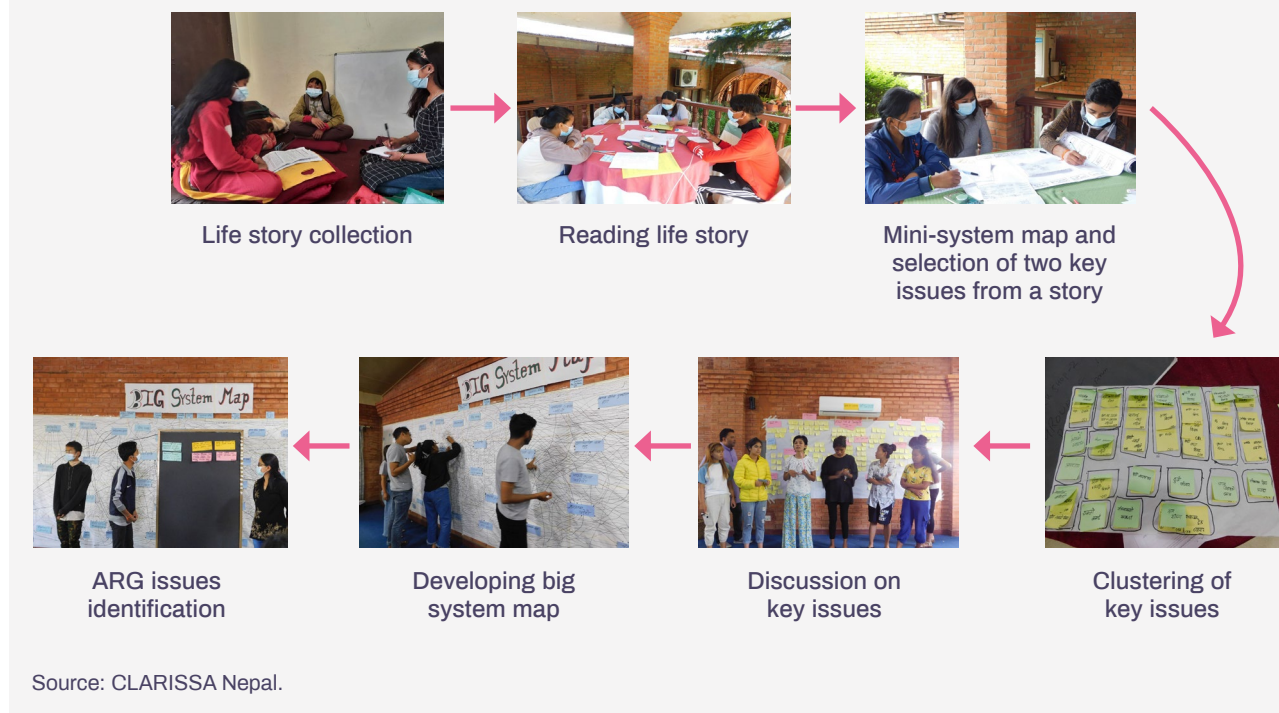 Life story collection
Reading life story
Mini-system map and
selection of two key
issues from a story
BIG System Map
BIG System Map
ARG issues
identification
Developing big
system map
Discussion on
key issues
Clustering of
key issues
Source: CLARISSA Nepal.